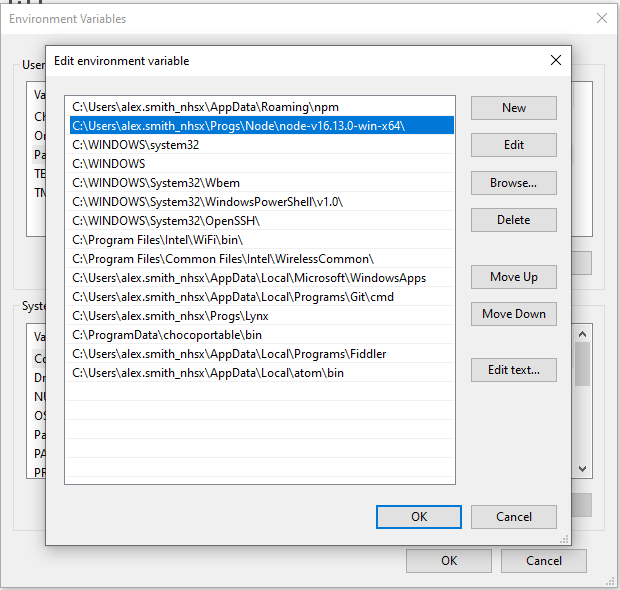 Environment Variables
User
Va
Pa
TE
Edit environment variable
C:\Users\alex.smith_nhsx\AppData\Roaming\npm
C:\Users\alex.smith_nhsx\Progs\Node\node-v16.13.0-win-x64\
C:\WINDOWS\system32
C:\WINDOWS
C:\WINDOWS\System32\Wbem
C:\WINDOWS\System32\WindowsPowerShell\v1.0\
C:\WINDOWS\System32\OpenSSH\
C:\Program Files\Intel\WiFi\bin\
C:\Program Files\Common Files\Intel\WirelessCommon\
C:\Users\alex.smith_nhsx\AppData\Local\Microsoft\WindowsApps
C:\Users\alex.smith_nhsx\AppData\Local\Programs\Git\cmd
C:\Users\alex.smith_nhsx\Progs\Lynx
C:\ProgramData\chocoportable\bin
C:\Users\alex.smith_nhsx\AppData\Local\Programs\Fiddler
C:\Users\alex.smith_nhsx\AppData\Local\atom\bin
New
Edit
Browse...
Delete
Move Up
Move Down
Edit text...
OK
Cancel
Syste
Va
Co
Dr
NU
OS
Pa
PA
PR
OK
Cancel